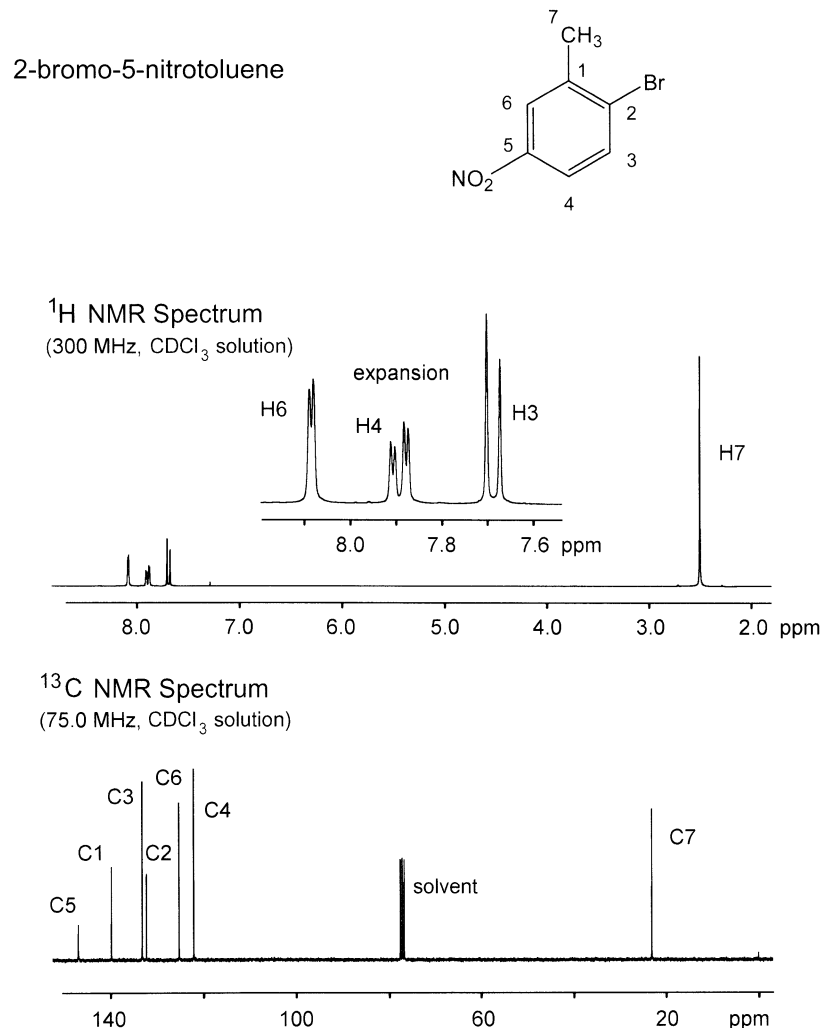 2-bromo-5-nitrotoluene
7
CH3
1
Br
6
2
5
3
NO2
4
1H NMR Spectrum
(300 MHz, CDCl3 solution)
expansion
H6
H4
H3
H7
8.0 7.8 7.6 ppm
8.0 7.0 6.0 5.0 4.0 3.0 2.0 ppm
13C NMR Spectrum
(75.0 MHz, CDCl3 solution)
C6
C3
C4
C1
C2
C7
solvent
C5
140 100 60 20 ppm